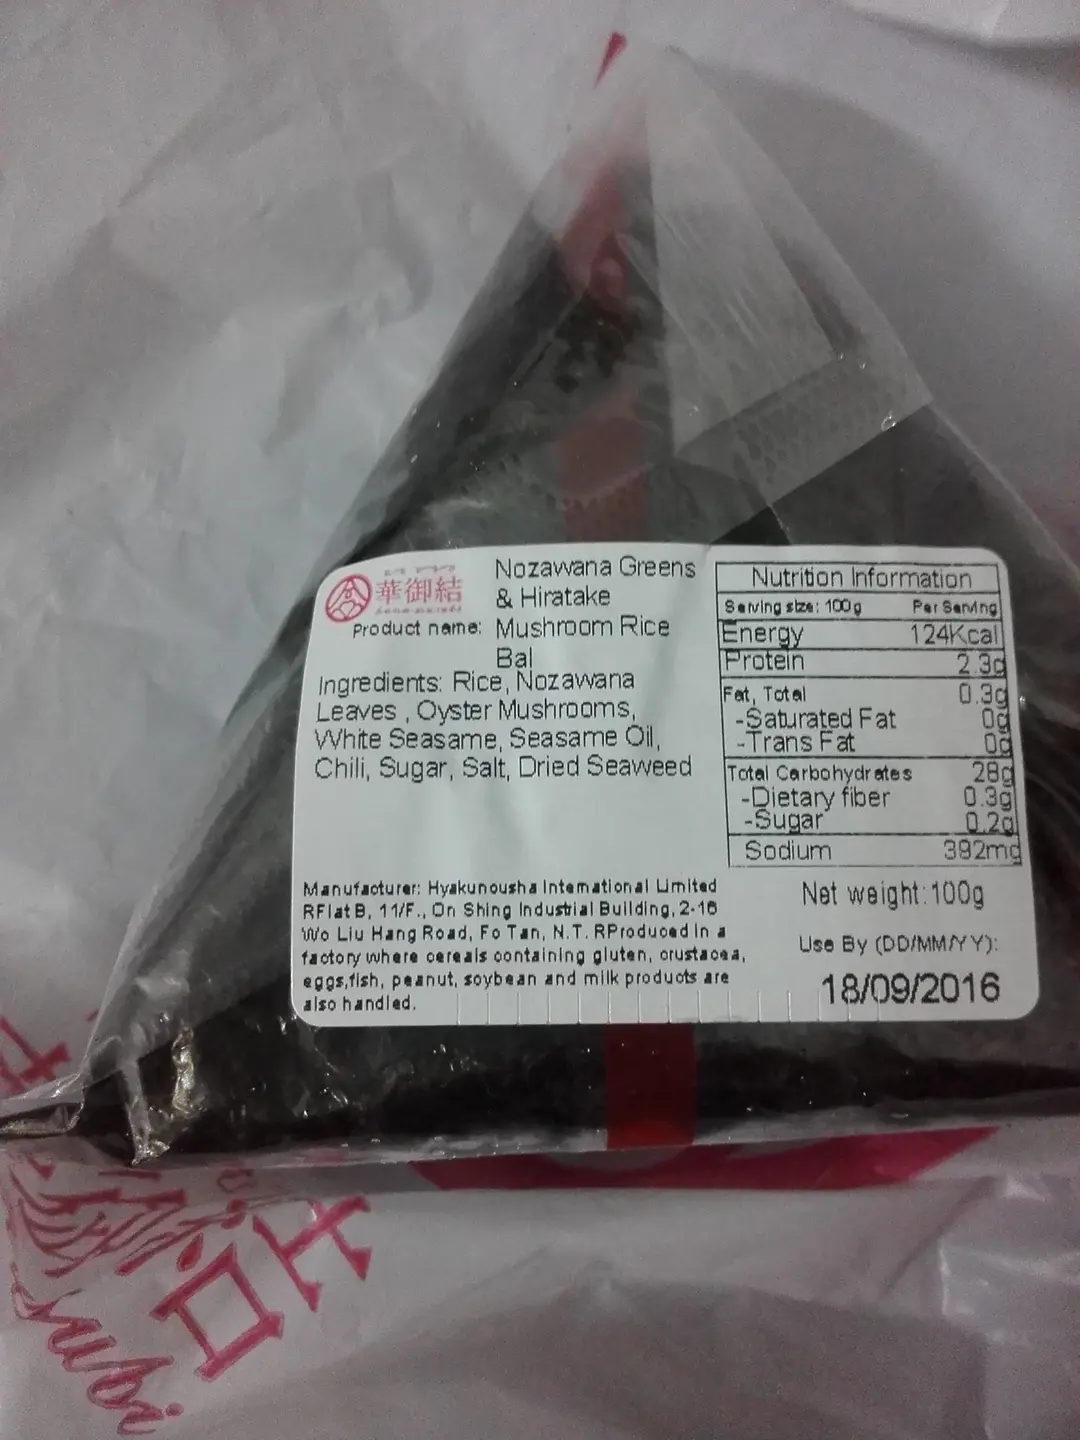 華御結
Nozawana Greens
& Hiratake
Product name: Mushroom Rice
Bal
Ingredients: Rice, Nozawana
Leaves , Oyster Mushrooms,
White Seasame, Seasame Oil,
Chili, Sugar, Salt, Dried Seaweed
Nutrition Information
Serving size: 100g Per Serving
Energy 124Kcal
Protein 2.3g
Fat, Total 0.3g
-Saturated Fat 0g
-Trans Fat 0g
Total Carbohydrates 28g
-Dietary fiber 0.3g
-Sugar 0.2g
Sodium 392mg
Manufacturer: Hyakunousha International Limited
RFlat B, 11/F., On Shing Industrial Building, 2-16
Wo Liu Hang Road, Fo Tan, N.T. RProduced in a
factory where cereals containing gluten, crustacea,
eggs,fish, peanut, soybean and milk products are
also handled.
Net weight:100g
Use By (DD/MM/YY):
18/09/2016